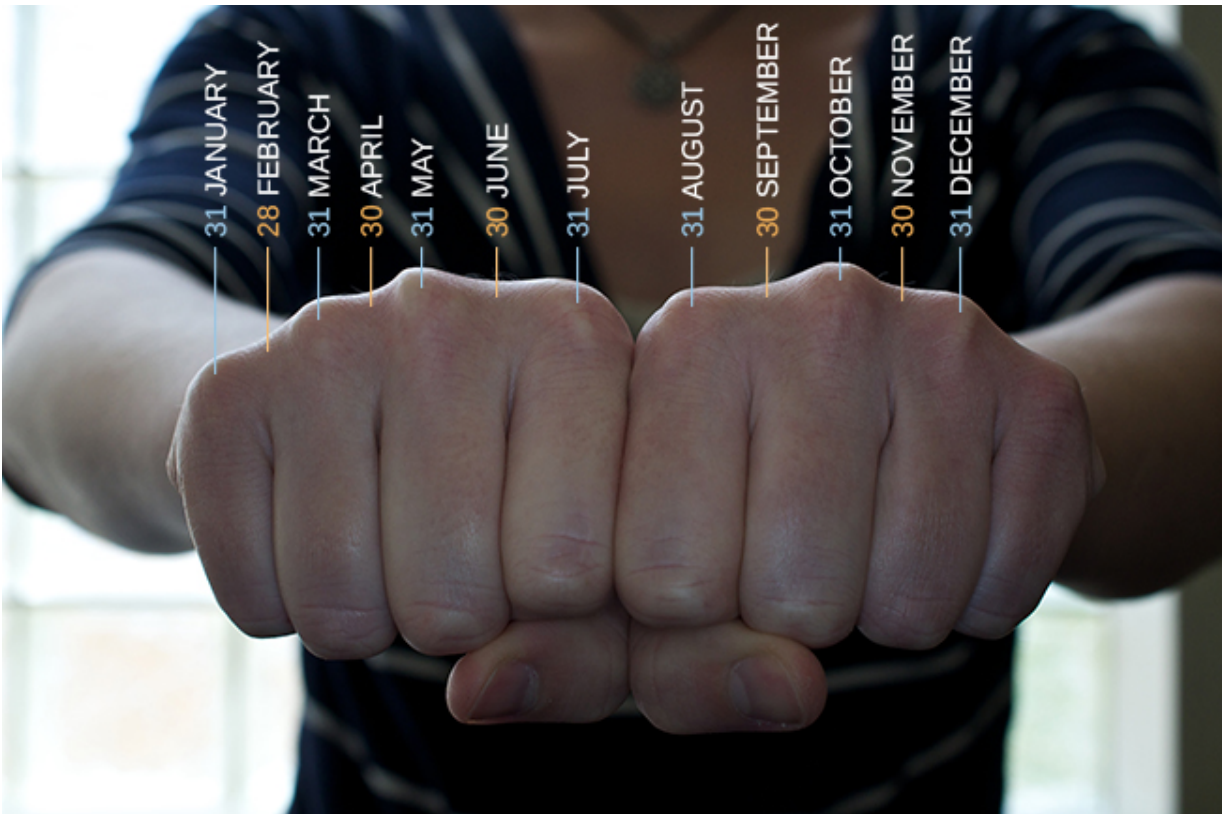 31 JANUARY
28 FEBRUARY
31 MARCH
30 APRIL
31 MAY
30 JUNE
31 JULY
31 AUGUST
30 SEPTEMBER
31 OCTOBER
30 NOVEMBER
31 DECEMBER